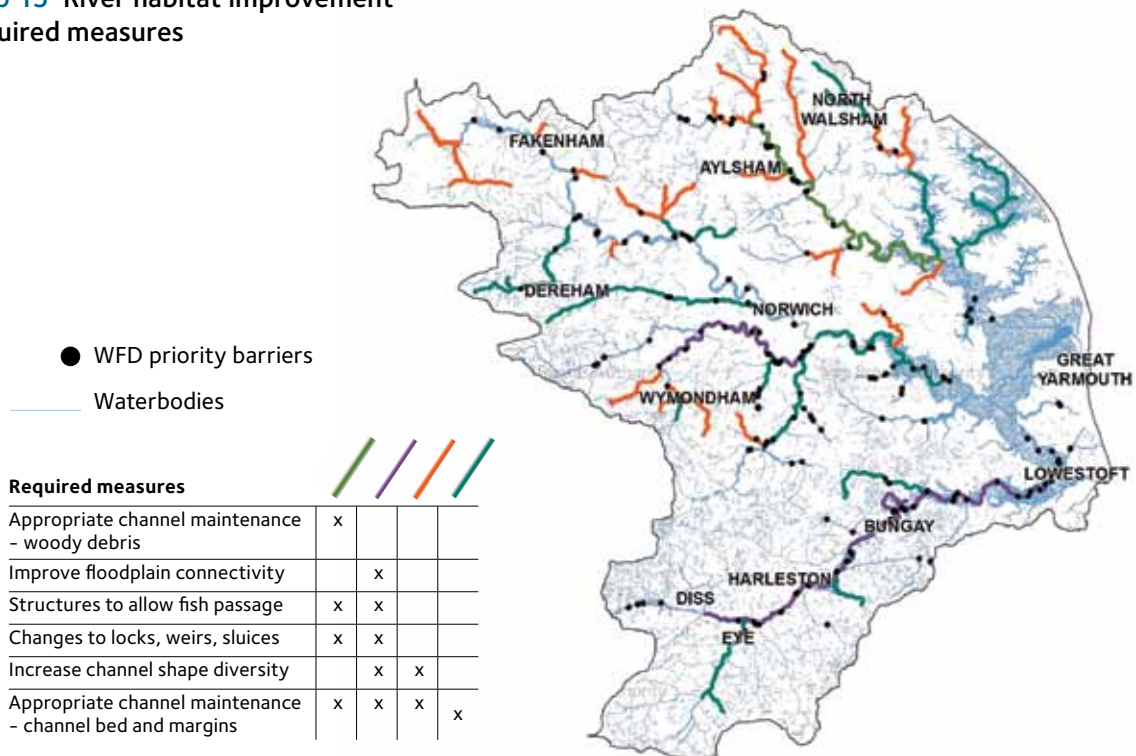 River habitat improvement
measures
WFD priority barriers
Waterbodies
Required measures
Appropriate channel maintenance
– woody debris
x
Improve floodplain connectivity
x
Structures to allow fish passage
x x
Changes to locks, weirs, sluices
x x
Increase channel shape diversity
x x
Appropriate channel maintenance
– channel bed and margins
x x x x
NORTH
WALSHAM
FAKENHAM
AYLSHAM
DEREHAM
NORWICH
GREAT
YARMOUTH
WYMONDHAM
LOWESTOFT
BUNGAY
HARLESTON
DISS
EYE